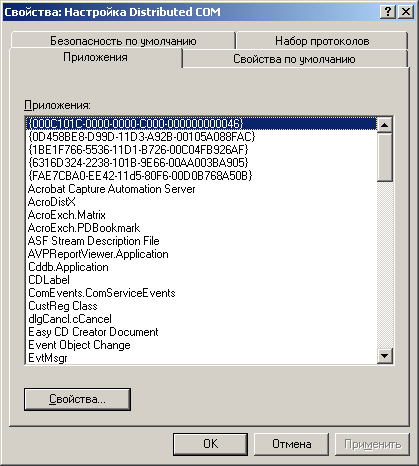 Свойства: Настройка Distributed COM
Безопасность по умолчанию
Набор протоколов
Приложения
Свойства по умолчанию
Приложения:
{000C101C-0000-0000-C000-000000000046}
{0D458BE8-D99D-11D3-A92B-00105A088FAC}
{1BE1F766-5536-11D1-B726-00C04FB926AF}
{6316D324-2238-101B-9E66-00AA003BA905}
{FAE7CBA0-EE42-11d5-80F6-00D0B768A50B}
Acrobat Capture Automation Server
AcroDistX
AcroExch.Matrix
AcroExch.PDBookmark
ASF Stream Description File
AVPReportViewer.Application
Cddb.Application
CDLabel
ComEvents.ComServiceEvents
CustReg Class
dlgCancl.cCancel
Easy CD Creator Document
Event Object Change
EvtMsgr
Свойства...
OK
Отмена
Применить